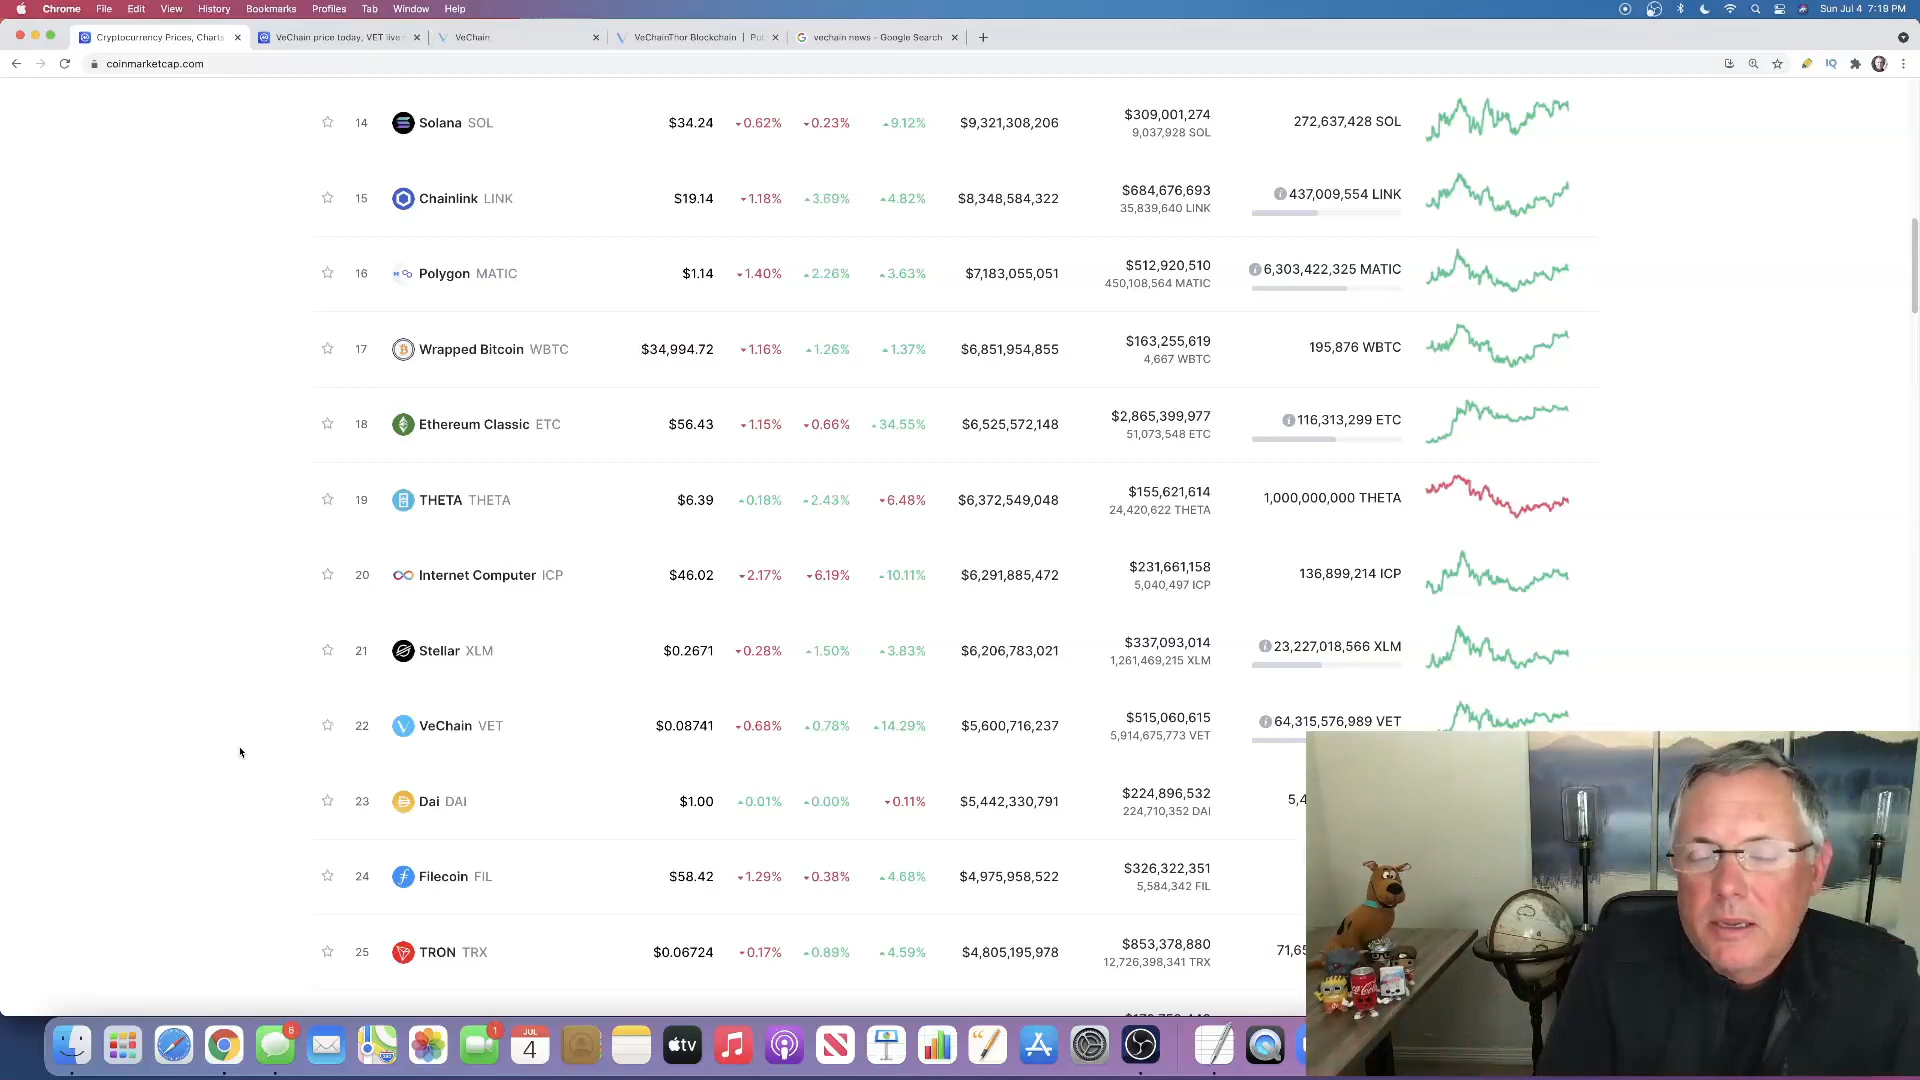 Chrome File Edit View History Bookmarks Profiles Tab Window Help Sun Jul 4 7:19 PM
Cryptocurrency Prices, Charts VeChain price today, VET live VeChain VeChainThor Blockchain | Pu vechain news - Google Search
coinmarketcap.com IQ
14 Solana SOL $34.24 0.62% 0.23% 9.12% $9,321,308,206 $309,001,274 272,637,428 SOL
9,037,928 SOL
15 Chainlink LINK $19.14 1.18% 3.69% 4.82% $8,348,584,322 $684,676,693 437,009,554 LINK
35,839,640 LINK
16 Polygon MATIC $1.14 1.40% 2.26% 3.63% $7,183,055,051 $512,920,510 6,303,422,325 MATIC
450,108,564 MATIC
17 Wrapped Bitcoin WBTC $34,994.72 1.16% 1.26% 1.37% $6,851,954,855 $163,255,619 195,876 WBTC
4,667 WBTC
18 Ethereum Classic ETC $56.43 1.15% 0.66% 34.55% $6,525,572,148 $2,865,399,977 116,313,299 ETC
51,073,548 ETC
19 THETA THETA $6.39 0.18% 2.43% 6.48% $6,372,549,048 $155,621,614 1,000,000,000 THETA
24,420,622 THETA
20 Internet Computer ICP $46.02 2.17% 6.19% 10.11% $6,291,885,472 $231,661,158 136,899,214 ICP
5,040,497 ICP
21 Stellar XLM $0.2671 0.28% 1.50% 3.83% $6,206,783,021 $337,093,014 23,227,018,566 XLM
1,261,469,215 XLM
22 VeChain VET $0.08741 0.68% 0.78% 14.29% $5,600,716,237 $515,060,615 64,315,576,989 VET
5,914,675,773 VET
23 Dai DAI $1.00 0.01% 0.00% 0.11% $5,442,330,791 $224,896,532 5,4
224,710,352 DAI
24 Filecoin FIL $58.42 1.29% 0.38% 4.68% $4,975,958,522 $326,322,351
5,584,342 FIL
25 TRON TRX $0.06724 0.17% 0.89% 4.59% $4,805,195,978 $853,378,880 71,65
12,726,398,341 TRX
6 1 JUL 4 tv